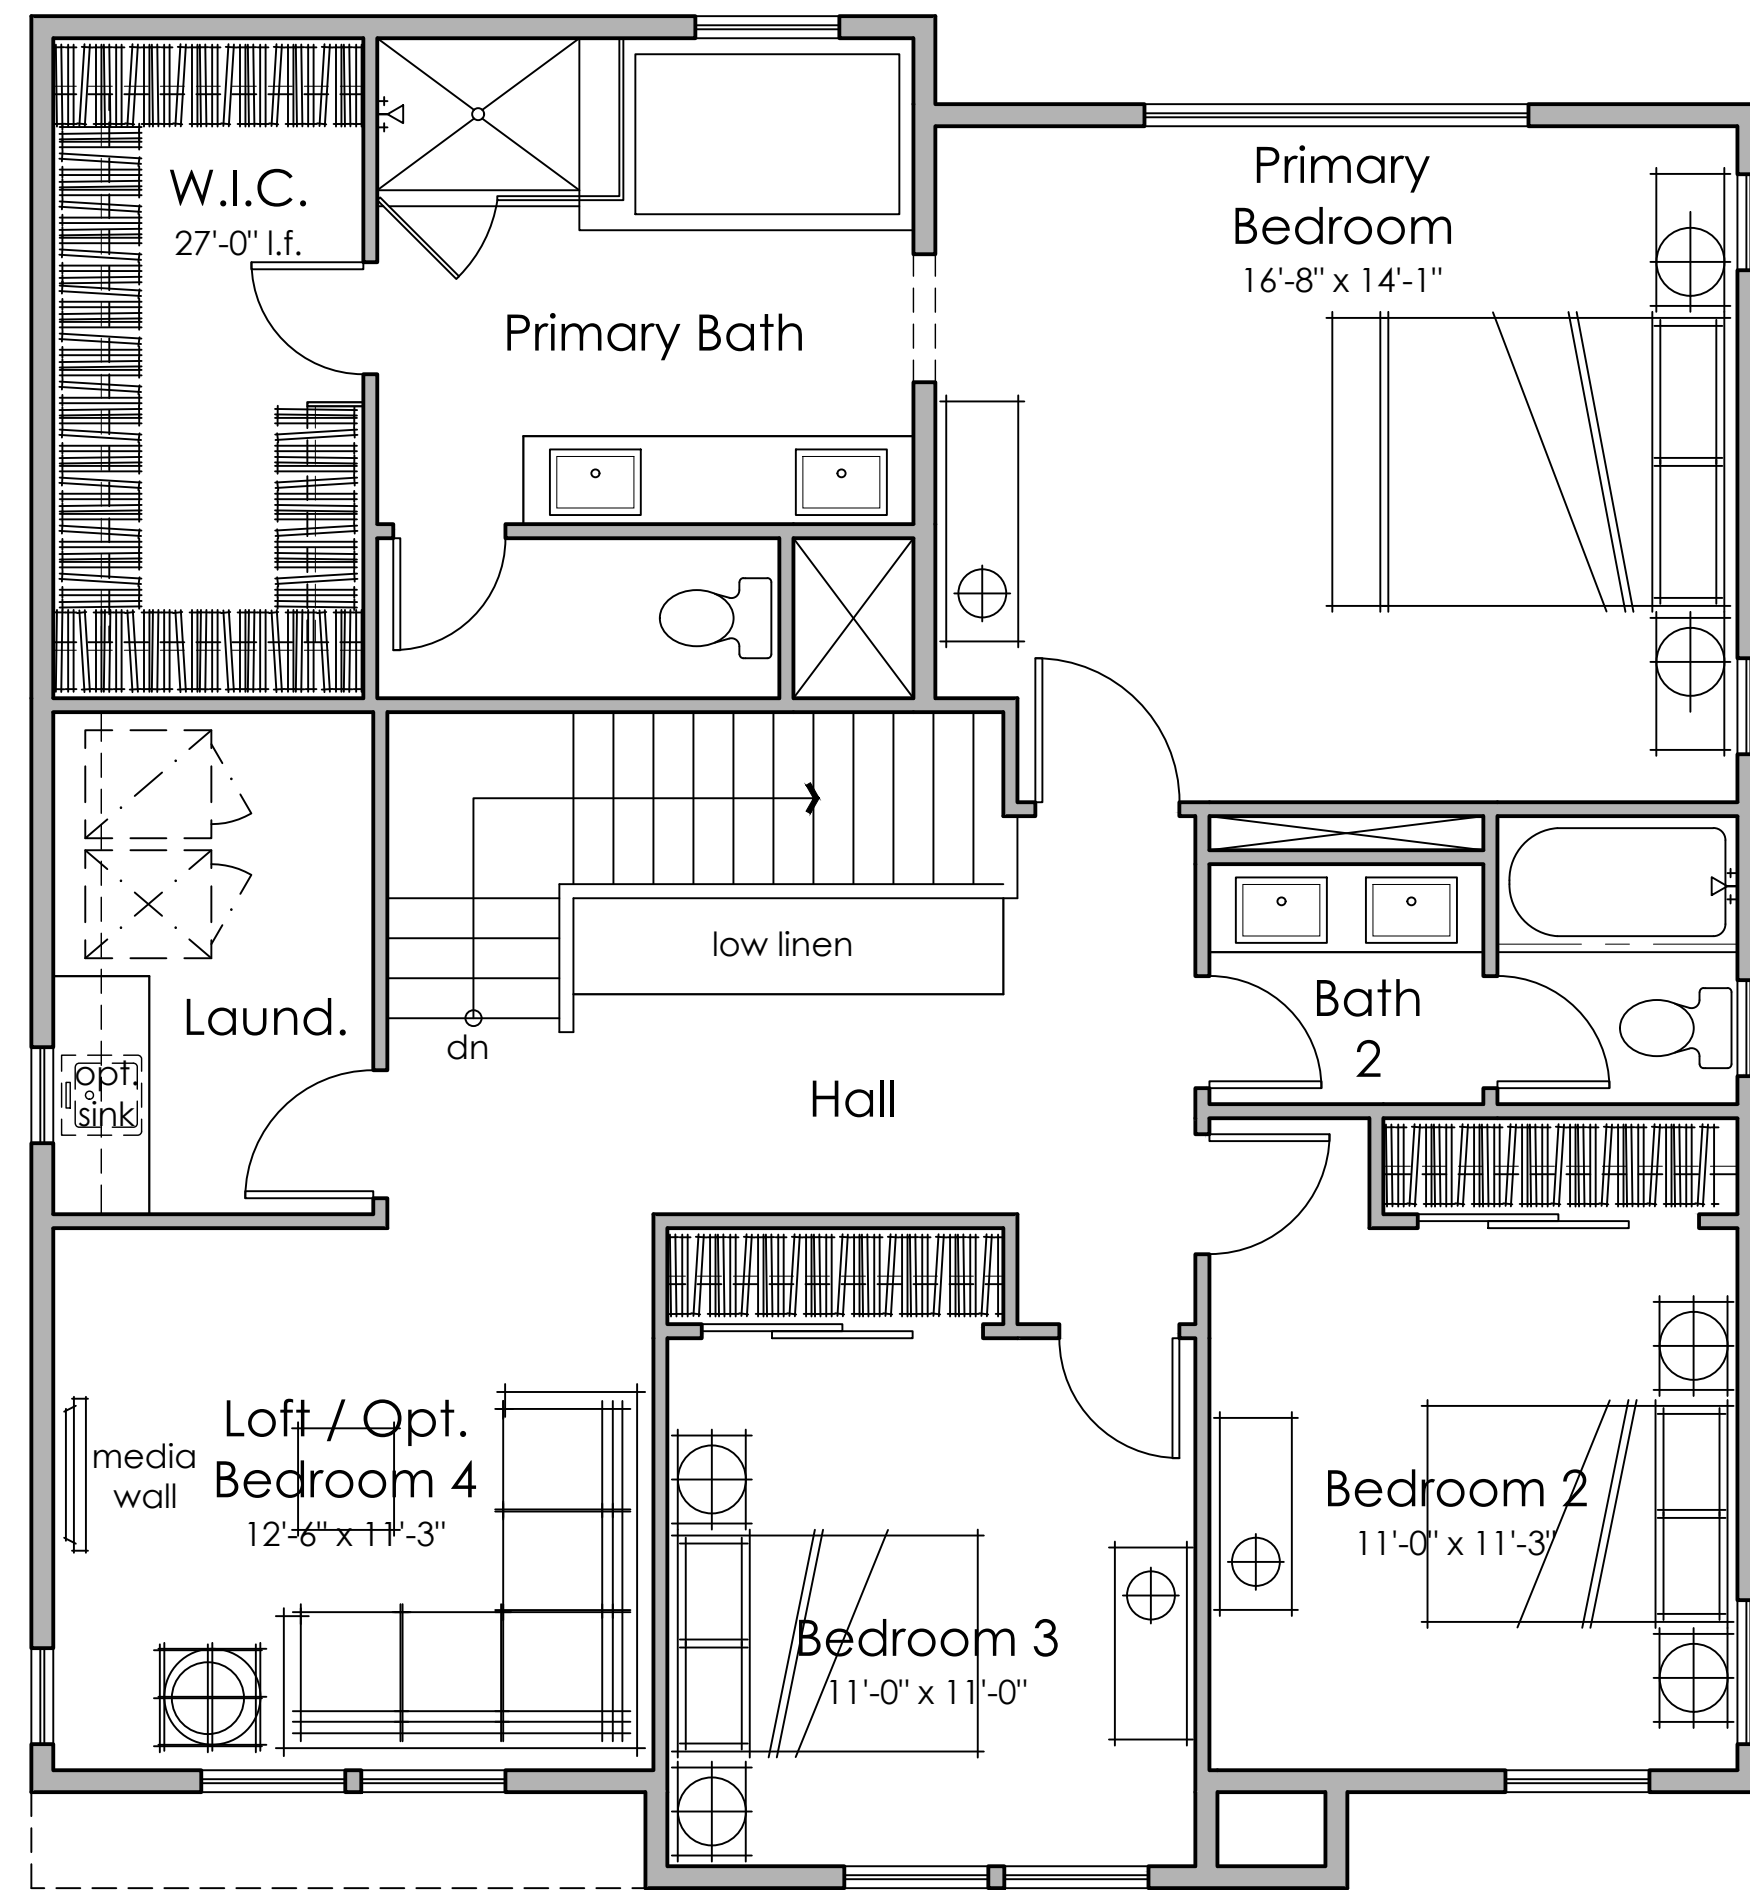 W.I.C.
27'-0" l.f.
Primary
Bedroom
16'-8" x 14'-1"
Primary Bath
low linen
Laund.
dn
opt.
sink
Bath
2
Hall
Loft / Opt.
Bedroom 4
12'-6" x 11'-3"
media
wall
Bedroom 2
11'-0" x 11'-3"
Bedroom 3
11'-0" x 11'-0"